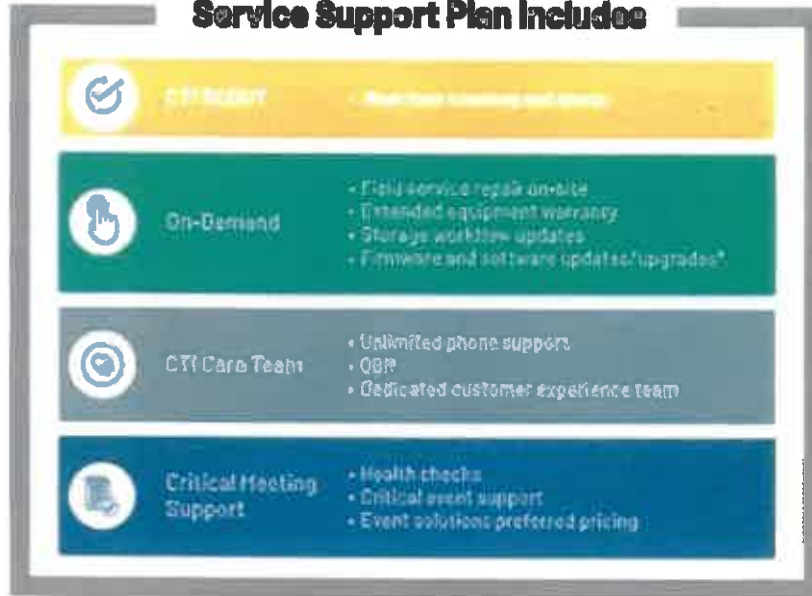 Service Support Plan Includes
CTI
On-Demand
• Field service repair on-site
• Extended equipment warranty
• Storage workflow updates
• Firmware and software updates/upgrades*
CTI Care Team
• Unlimited phone support
• QBR
• Dedicated customer experience team
Critical Meeting
Support
• Health checks
• Critical event support
• Event solutions preferred pricing